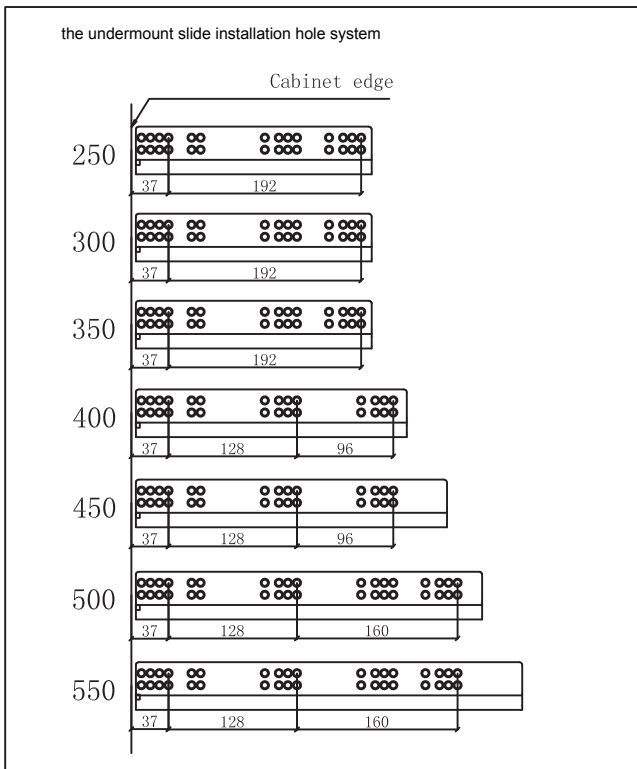 the undermount slide installation hole system
Cabinet edge
250
37 192
300
37 192
350
37 192
400
37 128 96
450
37 128 96
500
37 128 160
550
37 128 160